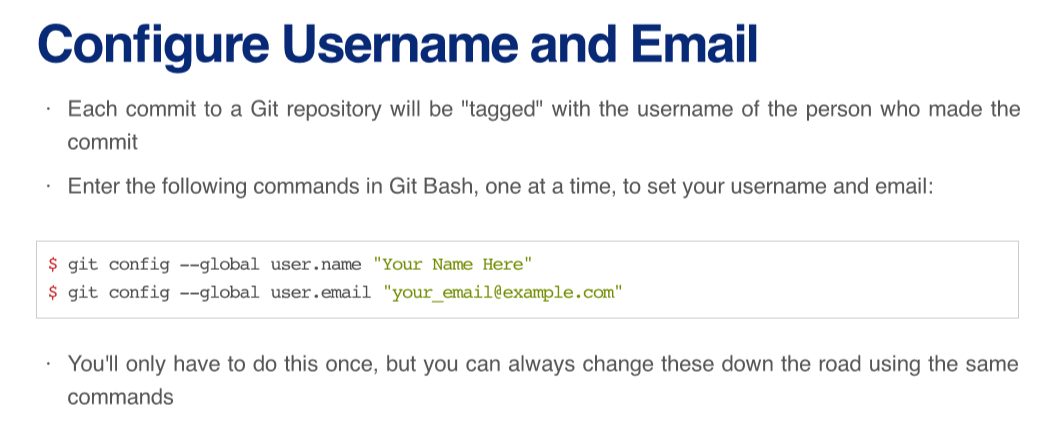 Configure Username and Email
· Each commit to a Git repository will be "tagged" with the username of the person who made the
commit
· Enter the following commands in Git Bash, one at a time, to set your username and email:
$ git config --global user.name "Your Name Here"
$ git config --global user.email "your_email@example.com"
· You'll only have to do this once, but you can always change these down the road using the same
commands